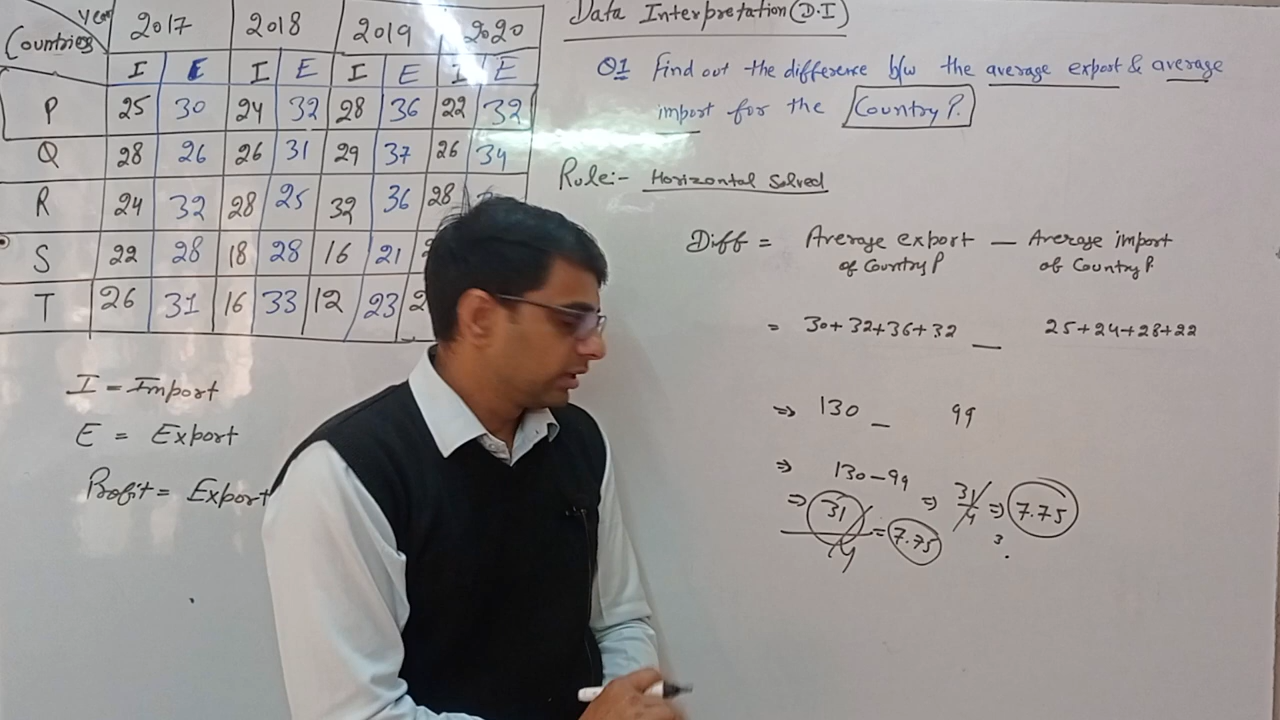 year
Countries
2017 2018 2019 2020
I E I E I E I E
P 25 30 24 32 28 36 22 32
Q 28 26 26 31 29 37 26 34
R 24 32 28 25 32 36 28
S 22 28 18 28 16 21
T 26 31 16 33 12 23 2
I = Import
E = Export
Profit = Export
Data Interpretation (D.I)
Q1 Find out the difference b/w the average export & average
import for the Country P.
Rule:- Horizontal Solved
Diff = Average export of Country P — Average import of Country P
= 30+32+36+32 — 25+24+28+22
⇒ 130 — 99
⇒ 130-99
⇒ 31/4 = 7.75 ⇒ 31/4 ⇒ 7.75